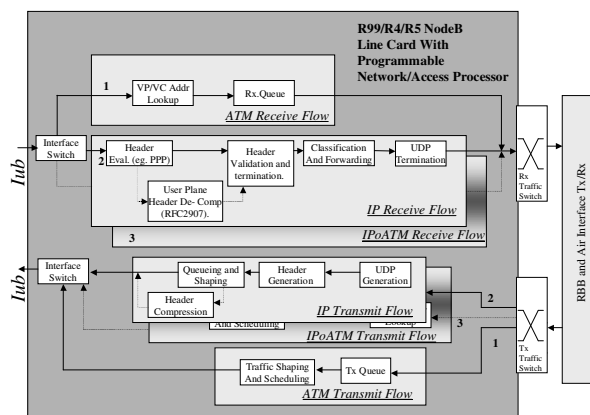 R99/R4/R5 NodeB
Line Card With
Programmable
Network/Access Processor
1
VP/VC Addr
Lookup
Rx.Queue
ATM Receive Flow
Iub
Interface
Switch
2
Header
Eval. (eg. PPP)
Header
Validation and
termination.
Classification
And Forwarding
UDP
Termination
User Plane
Header De- Comp
(RFC2907).
IP Receive Flow
3
IPoATM Receive Flow
Rx
Traffic
Switch
RBB and Air Interface Tx/Rx
Iub
Interface
Switch
Queueing and
Shaping
Header
Generation
UDP
Generation
Header
Compression
IP Transmit Flow
2
3
1
And Scheduling
Lookup
IPoATM Transmit Flow
Tx
Traffic
Switch
Traffic Shaping
And Scheduling
Tx Queue
ATM Transmit Flow